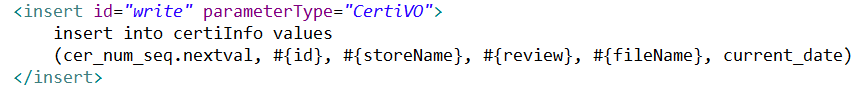 <insert id="write" parameterType="CertiVO">
insert into certiInfo values
(cer_num_seq.nextval, #{id}, #{storeName}, #{review}, #{fileName}, current_date)
</insert>